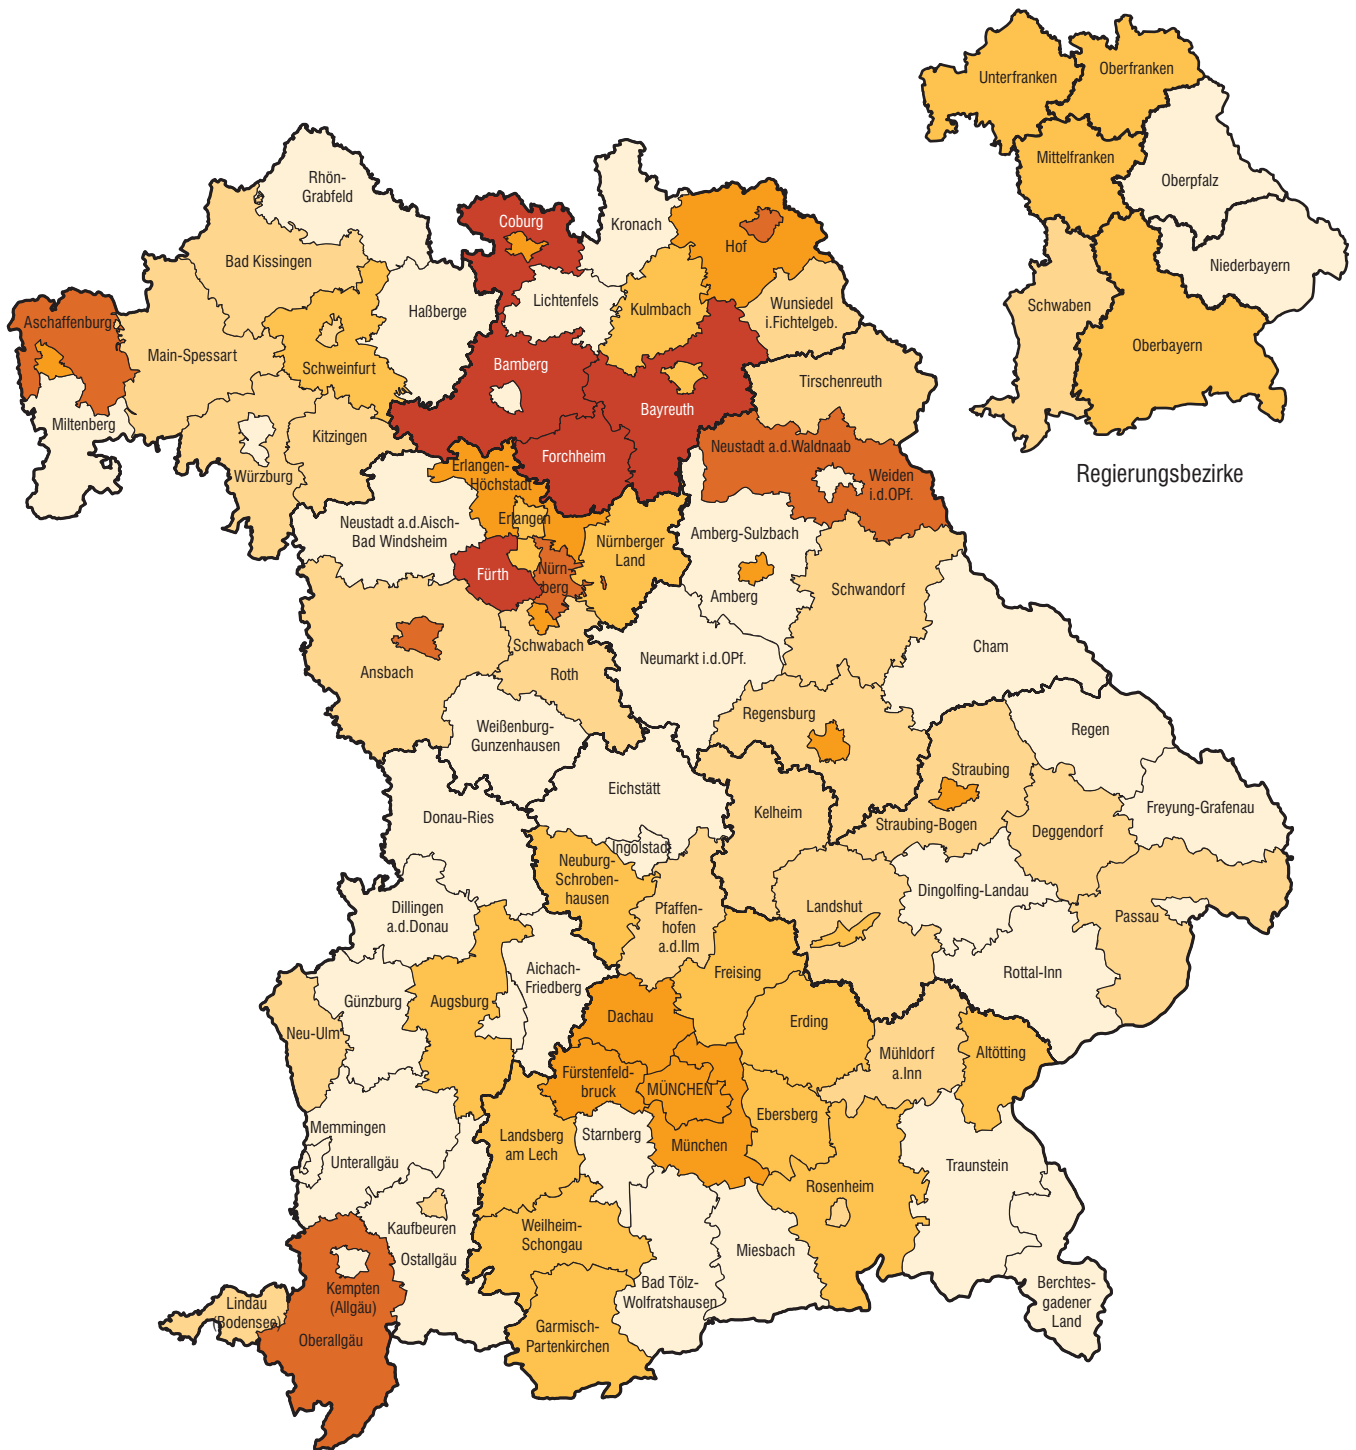 Unterfranken
Oberfranken
Mittelfranken
Oberpfalz
Niederbayern
Schwaben
Oberbayern
Regierungsbezirke
Rhön-
Grabfeld
Coburg
Kronach
Hof
Bad Kissingen
Haßberge
Lichtenfels
Kulmbach
Wunsiedel
i.Fichtelgeb.
Aschaffenburg
Main-Spessart
Schweinfurt
Bamberg
Bayreuth
Tirschenreuth
Miltenberg
Würzburg
Kitzingen
Forchheim
Neustadt a.d.Waldnaab
Weiden
i.d.OPf.
Erlangen-
Höchstadt
Neustadt a.d.Aisch-
Bad Windsheim
Erlangen
Nürnberger
Land
Amberg-Sulzbach
Fürth
Nürn-
berg
Amberg
Schwandorf
Cham
Ansbach
Schwabach
Roth
Neumarkt i.d.OPf.
Weißenburg-
Gunzenhausen
Regensburg
Regen
Straubing
Eichstätt
Donau-Ries
Kelheim
Straubing-Bogen
Deggendorf
Freyung-Grafenau
Ingolstadt
Neuburg-
Schroben-
hausen
Dillingen
a.d.Donau
Pfaffen-
hofen
a.d.Ilm
Landshut
Dingolfing-Landau
Passau
Aichach-
Friedberg
Freising
Rottal-Inn
Günzburg
Augsburg
Neu-Ulm
Dachau
Erding
Mühldorf
a.Inn
Altötting
Fürstenfeld-
bruck
MÜNCHEN
Ebersberg
Memmingen
Unterallgäu
Landsberg
am Lech
Starnberg
München
Traunstein
Rosenheim
Kaufbeuren
Ostallgäu
Weilheim-
Schongau
Miesbach
Bad Tölz-
Wolfratshausen
Berchtes-
gadener
Land
Kempten
(Allgäu)
Lindau
(Bodensee)
Oberallgäu
Garmisch-
Partenkirchen